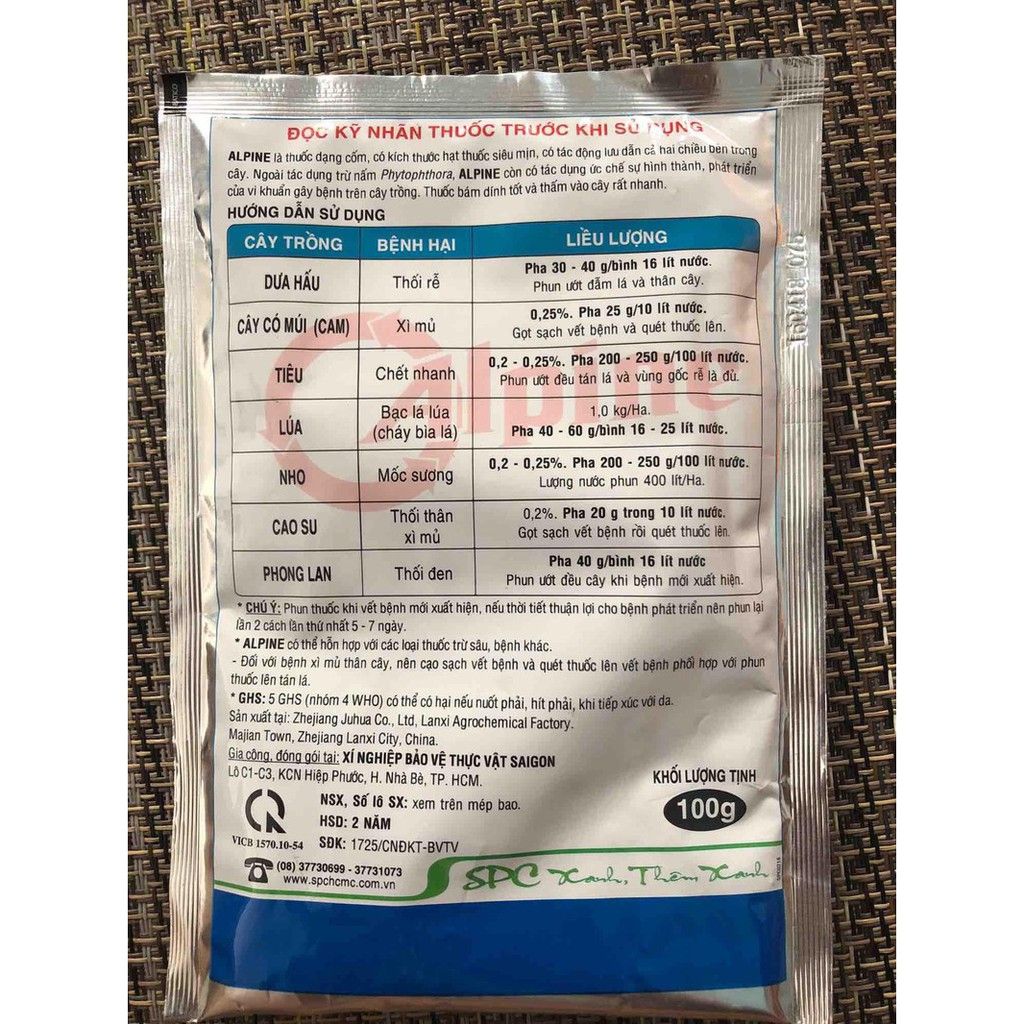 ĐỌC KỸ NHÃN THUỐC TRƯỚC KHI SỬ DỤNG
ALPINE là thuốc dạng cốm, có kích thước hạt thuốc siêu mịn, có tác động lưu dẫn cả hai chiều bên trong
cây. Ngoài tác dụng trừ nấm Phytophthora, ALPINE còn có tác dụng ức chế sự hình thành, phát triển
của vi khuẩn gây bệnh trên cây trồng. Thuốc bám dính tốt và thấm vào cây rất nhanh.
HƯỚNG DẪN SỬ DỤNG
CÂY TRỒNG BỆNH HẠI LIỀU LƯỢNG
DƯA HẤU Thối rễ Pha 30 - 40 g/bình 16 lít nước.
Phun ướt đẫm lá và thân cây.
CÂY CÓ MÚI (CAM) Xì mủ 0,25%. Pha 25 g/10 lít nước.
Gọt sạch vết bệnh và quét thuốc lên.
TIÊU Chết nhanh 0,2 - 0,25%. Pha 200 - 250 g/100 lít nước.
Phun ướt đều tán lá và vùng gốc rễ là đủ.
LÚA Bạc lá lúa
(cháy bìa lá) 1,0 kg/Ha.
Pha 40 - 60 g/bình 16 - 25 lít nước.
NHO Mốc sương 0,2 - 0,25%. Pha 200 - 250 g/100 lít nước.
Lượng nước phun 400 lít/Ha.
CAO SU Thối thân
xì mủ 0,2%. Pha 20 g trong 10 lít nước.
Gọt sạch vết bệnh rồi quét thuốc lên.
PHONG LAN Thối đen Pha 40 g/bình 16 lít nước
Phun ướt đều cây khi bệnh mới xuất hiện.
Alpine
* CHÚ Ý: Phun thuốc khi vết bệnh mới xuất hiện, nếu thời tiết thuận lợi cho bệnh phát triển nên phun lại
lần 2 cách lần thứ nhất 5 - 7 ngày.
* ALPINE có thể hỗn hợp với các loại thuốc trừ sâu, bệnh khác.
- Đối với bệnh xì mủ thân cây, nên cạo sạch vết bệnh và quét thuốc lên vết bệnh phối hợp với phun
thuốc lên tán lá.
* GHS: 5 GHS (nhóm 4 WHO) có thể có hại nếu nuốt phải, hít phải, khi tiếp xúc với da.
Sản xuất tại: Zhejiang Juhua Co., Ltd, Lanxi Agrochemical Factory.
Majian Town, Zhejiang Lanxi City, China.
Gia công, đóng gói tại: XÍ NGHIỆP BẢO VỆ THỰC VẬT SAIGON
Lô C1-C3, KCN Hiệp Phước, H. Nhà Bè, TP. HCM.
KHỐI LƯỢNG TỊNH
100g
NSX, Số lô SX: xem trên mép bao.
HSD: 2 NĂM
VICB 1570.10-54 SĐK: 1725/CNĐKT-BVTV
(08) 37730699 - 37731073
www.spchcmc.com.vn
SPC Xanh, Thêm Xanh
160418 075